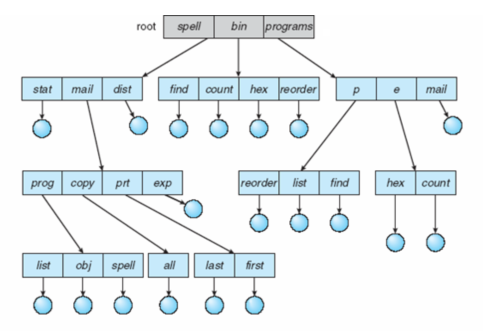 root spell bin programs
stat mail dist find count hex reorder p e mail
prog copy prt exp reorder list find hex count
list obj spell all last first